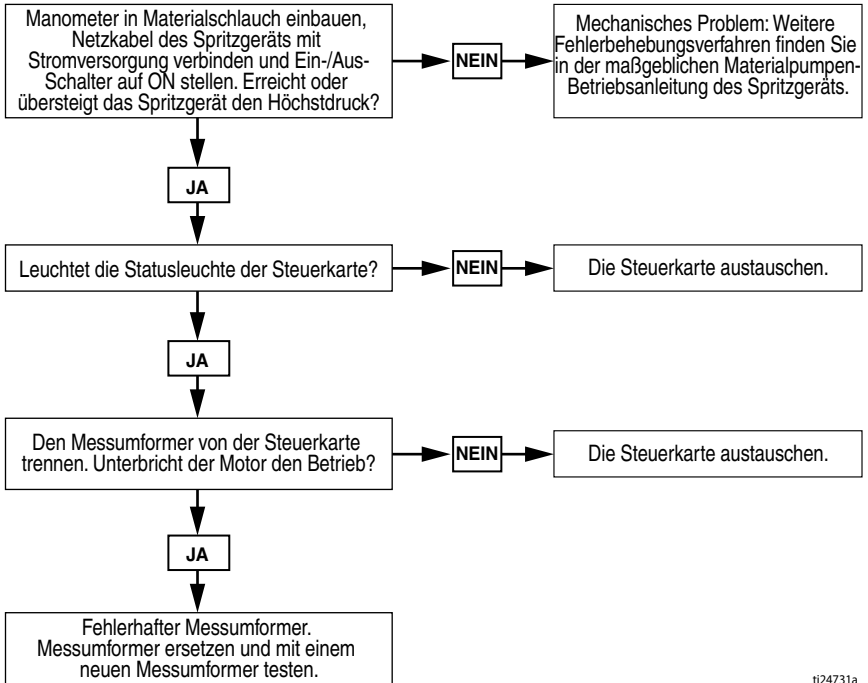 Manometer in Materialschlauch einbauen,
Netzkabel des Spritzgeräts mit
Stromversorgung verbinden und Ein-/Aus-
Schalter auf ON stellen. Erreicht oder
übersteigt das Spritzgerät den Höchstdruck?
NEIN
Mechanisches Problem: Weitere
Fehlerbehebungsverfahren finden Sie
in der maßgeblichen Materialpumpen-
Betriebsanleitung des Spritzgeräts.
JA
Leuchtet die Statusleuchte der Steuerkarte?
NEIN
Die Steuerkarte austauschen.
JA
Den Messumformer von der Steuerkarte
trennen. Unterbricht der Motor den Betrieb?
NEIN
Die Steuerkarte austauschen.
JA
Fehlerhafter Messumformer.
Messumformer ersetzen und mit einem
neuen Messumformer testen.
ti24731a